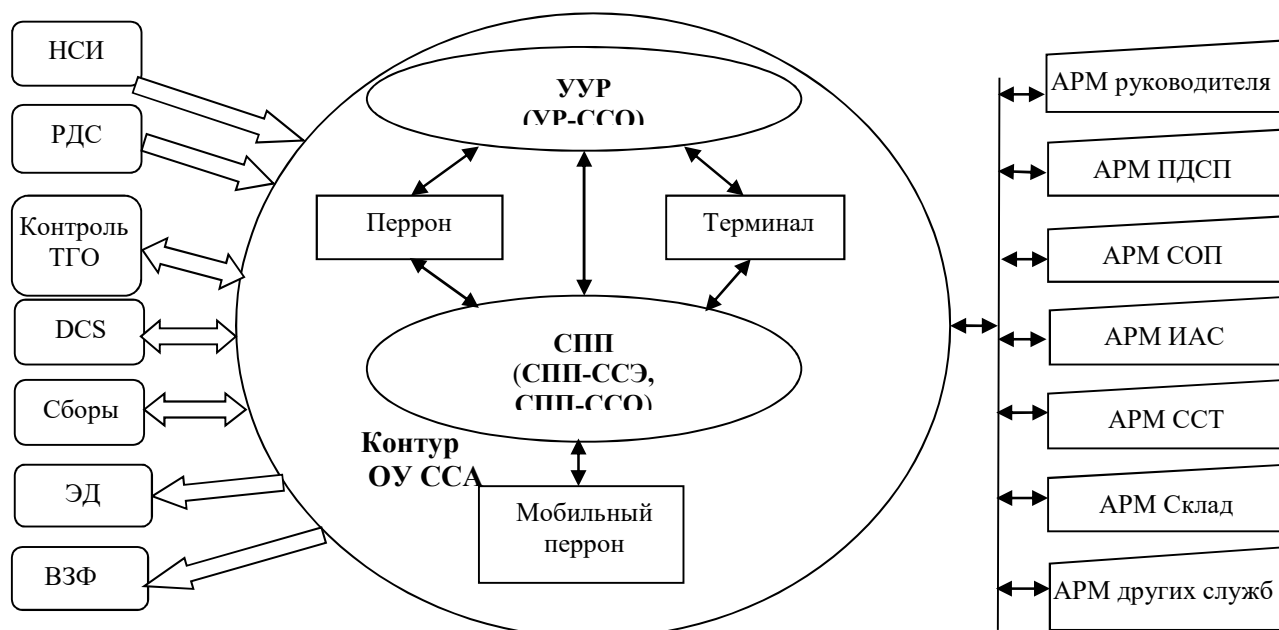 НСИ
РДС
Контроль
ТГО
DCS
Сборы
ЭД
ВЗФ
УУР
(УР-ССО)
Перрон
Терминал
СПП
(СПП-ССЭ,
СПП-ССО)
Контур
ОУ ССА
Мобильный
перрон
АРМ руководителя
АРМ ПДСП
АРМ СОП
АРМ ИАС
АРМ ССТ
АРМ Склад
АРМ других служб